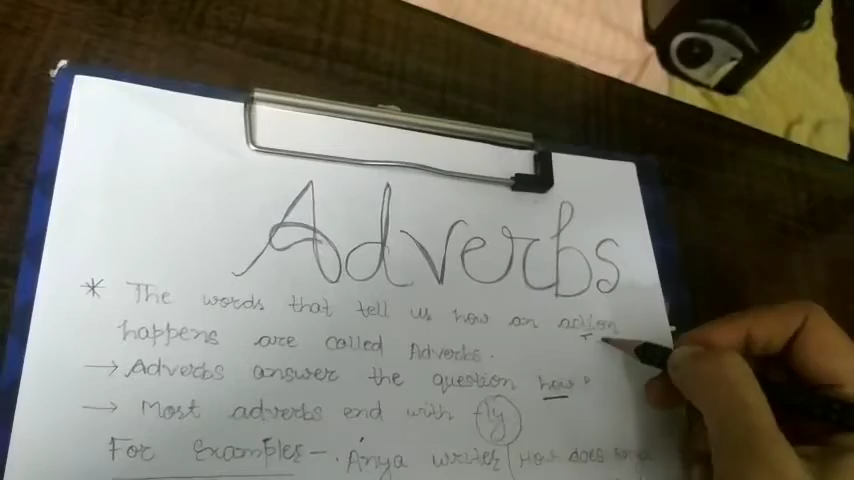 Adverbs
* The words that tell us how an action
happens are called Adverbs.
→ Adverbs answer the question how?
→ Most adverbs end with ly
For Examples - . Anya writes How does